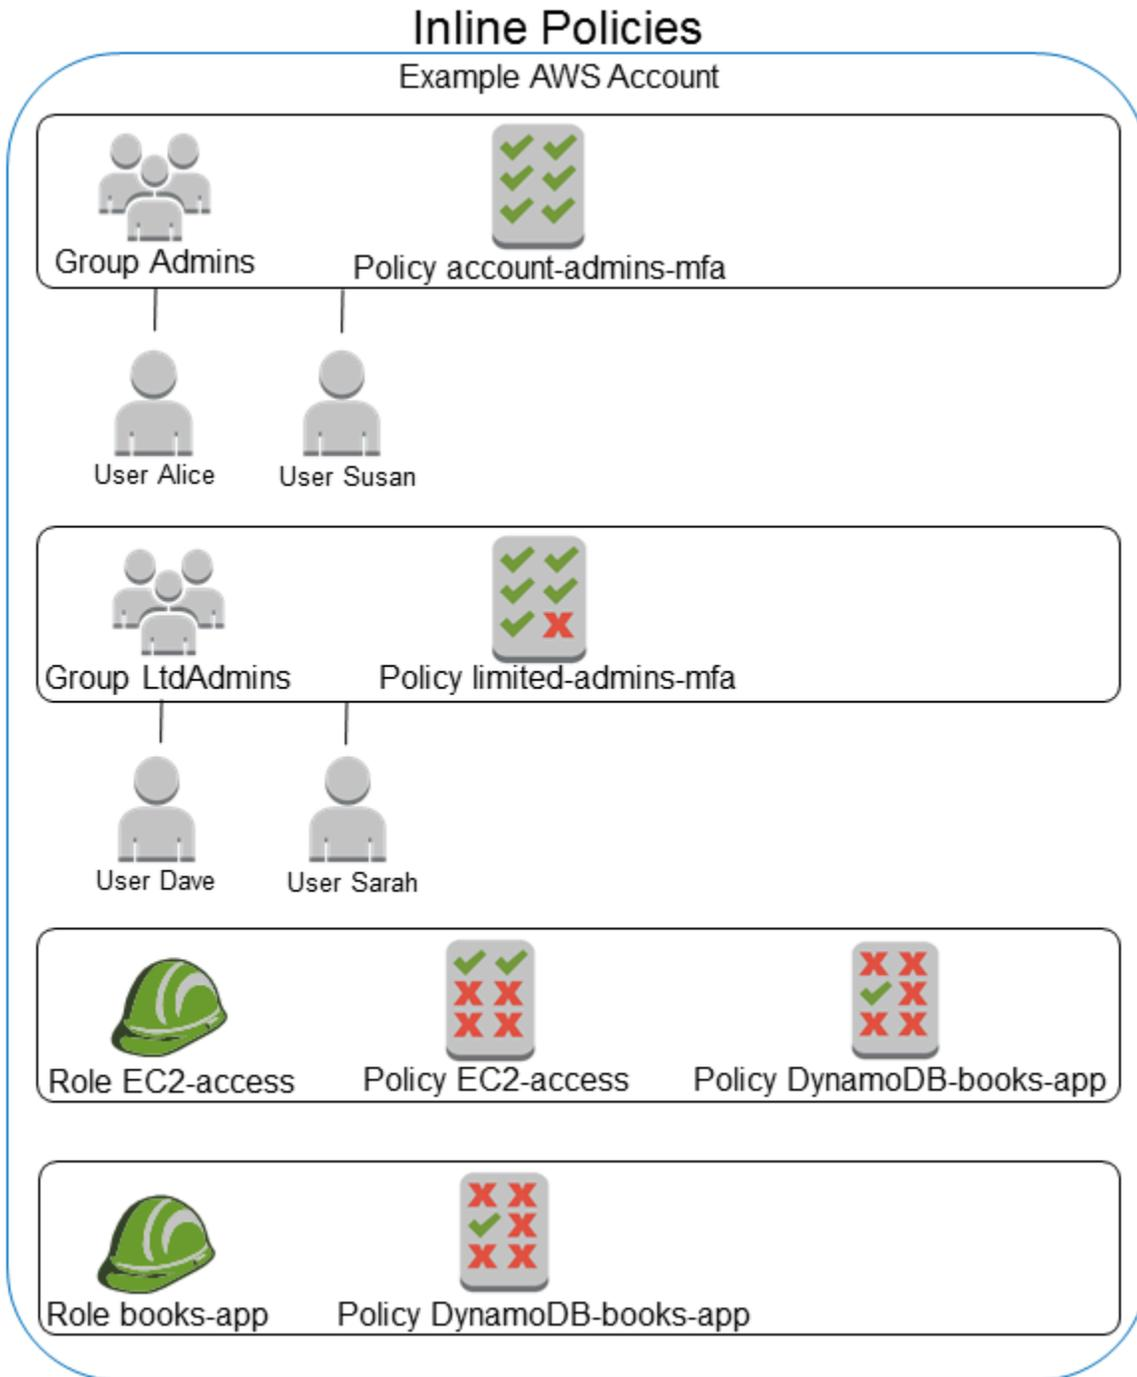 Inline Policies
Example AWS Account
Group Admins
Policy account-admins-mfa
User Alice
User Susan
Group LtdAdmins
Policy limited-admins-mfa
User Dave
User Sarah
Role EC2-access
Policy EC2-access
Policy DynamoDB-books-app
Role books-app
Policy DynamoDB-books-app